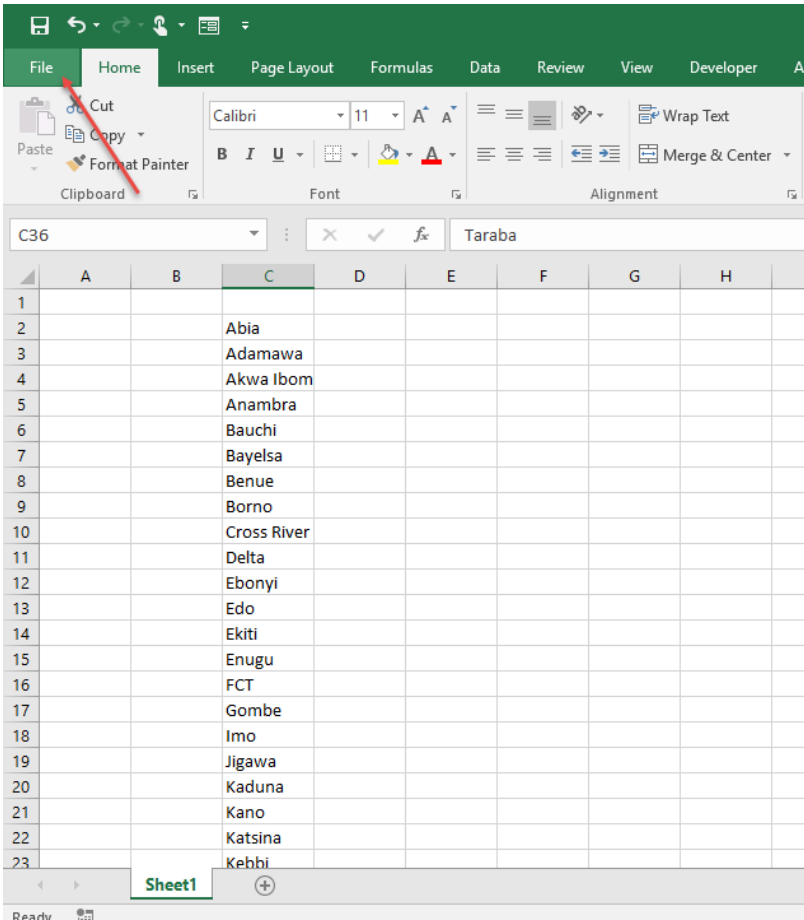 File Home Insert Page Layout Formulas Data Review View Developer A
Cut
Copy
Paste
Format Painter
Calibri 11 A A
B I U A
Wrap Text
Merge & Center
Clipboard Font Alignment
C36 fx Taraba
A B C D E F G H
1
2 Abia
3 Adamawa
4 Akwa Ibom
5 Anambra
6 Bauchi
7 Bayelsa
8 Benue
9 Borno
10 Cross River
11 Delta
12 Ebonyi
13 Edo
14 Ekiti
15 Enugu
16 FCT
17 Gombe
18 Imo
19 Jigawa
20 Kaduna
21 Kano
22 Katsina
23 Kebbi
Sheet1
Ready